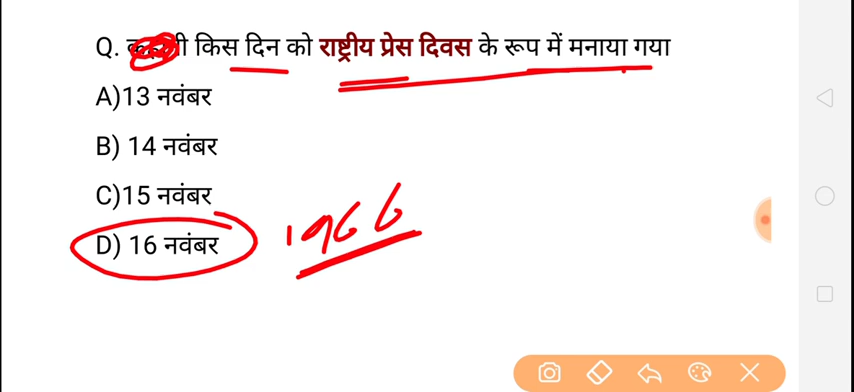 Q. किस दिन को राष्ट्रीय प्रेस दिवस के रूप में मनाया गया
A)13 नवंबर
B) 14 नवंबर
C)15 नवंबर
D) 16 नवंबर
1966